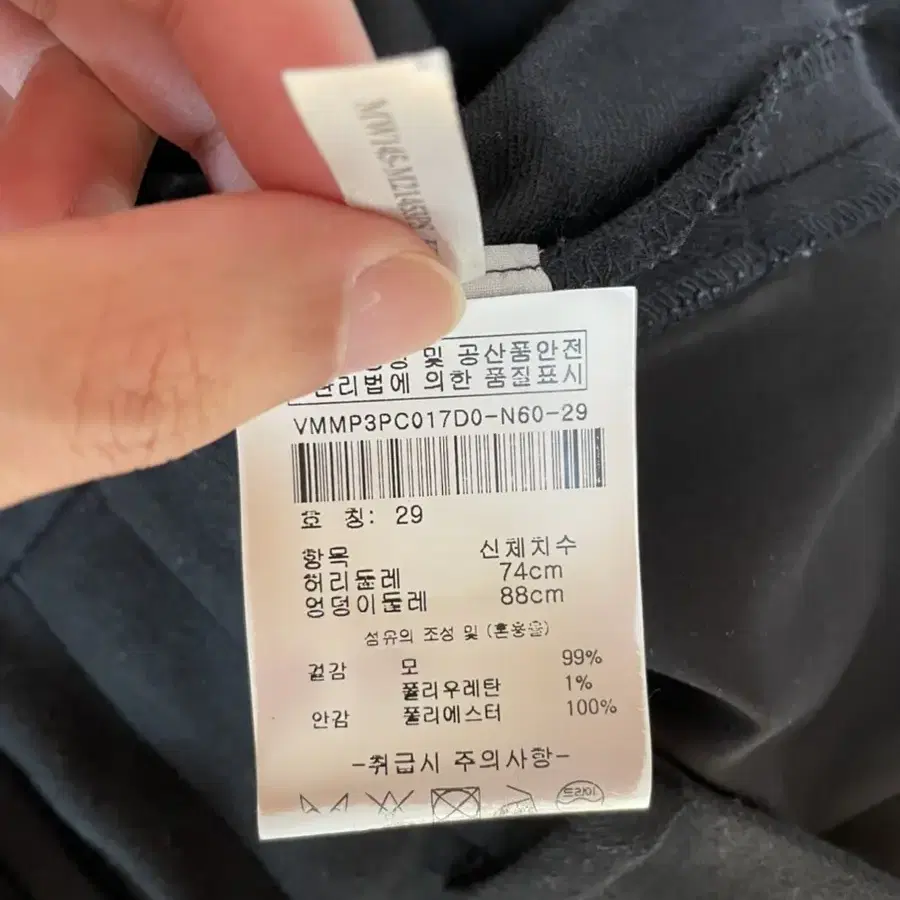 및 공산품안전
관리법에 의한 품질표시
VMMP3PC017D0-N60-29
호 칭: 29
항목 신체치수
허리둘레 74cm
엉덩이둘레 88cm
섬유의 조성 및 (혼용율)
겉감 모 99%
폴리우레탄 1%
안감 폴리에스터 100%
-취급시 주의사항-
드라이